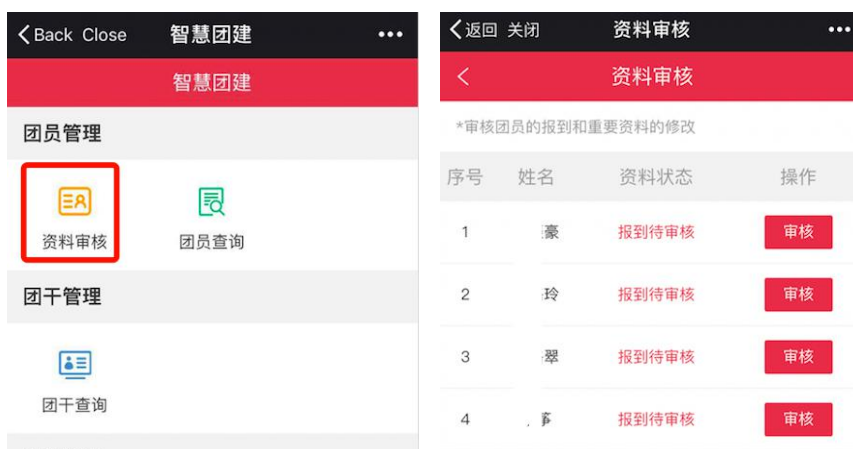 Back Close 智慧团建
智慧团建
团员管理
资料审核 团员查询
团干管理
团干查询
返回 关闭 资料审核
资料审核
*审核团员的报到和重要资料的修改
序号 姓名 资料状态 操作
1 豪 报到待审核 审核
2 玲 报到待审核 审核
3 翠 报到待审核 审核
4 报到待审核 审核